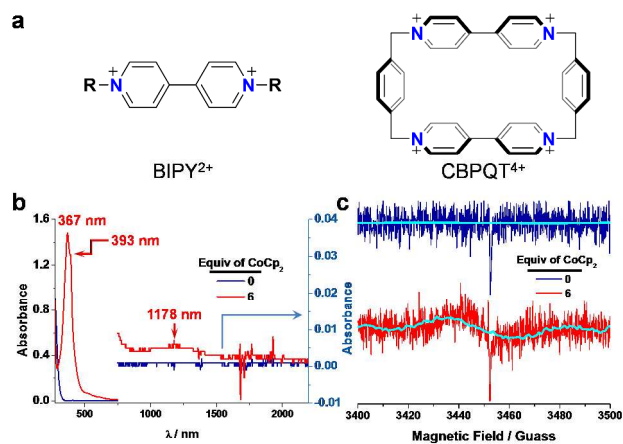 a
R-N+ N+-R
N+ N+
N+ N+
BIPY2+
CBPQT4+
b
367 nm
393 nm
Equiv of CoCp2
0
6
1178 nm
1.6
1.2
0.8
0.4
0.0
Absorbance
0.04
0.03
0.02
0.01
0.00
-0.01
Absorbance
500 1000 1500 2000
λ / nm
c
Equiv of CoCp2
0
6
3400 3420 3440 3460 3480 3500
Magnetic Field / Guass